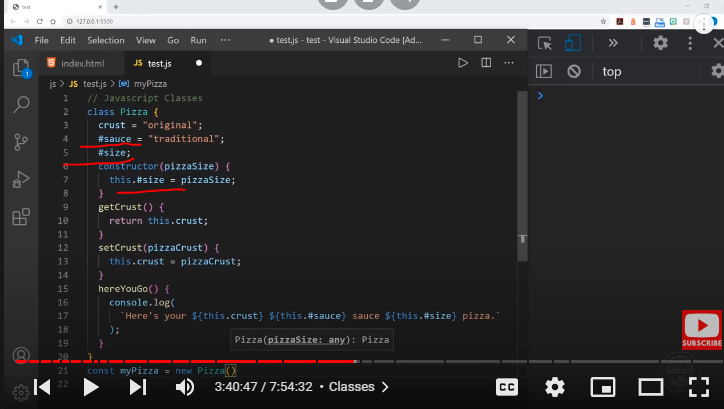 test
127.0.0.1:5500
File Edit Selection View Go Run ··· ● test.js - test - Visual Studio Code [Ad...
index.html JS test.js ●
js > JS test.js > myPizza
top
1 // Javascript Classes
2 class Pizza {
3 crust = "original";
4 #sauce = "traditional";
5 #size;
6 constructor(pizzaSize) {
7 this.#size = pizzaSize;
8 }
9 getCrust() {
10 return this.crust;
11 }
12 setCrust(pizzaCrust) {
13 this.crust = pizzaCrust;
14 }
15 hereYouGo() {
16 console.log(
17 `Here's your ${this.crust} ${this.#sauce} sauce ${this.#size} pizza.`
18 );
Pizza(pizzaSize: any): Pizza
19 }
20 }
21 const myPizza = new Pizza()
22
SUBSCRIBE
3:40:47 / 7:54:32 • Classes >
CC